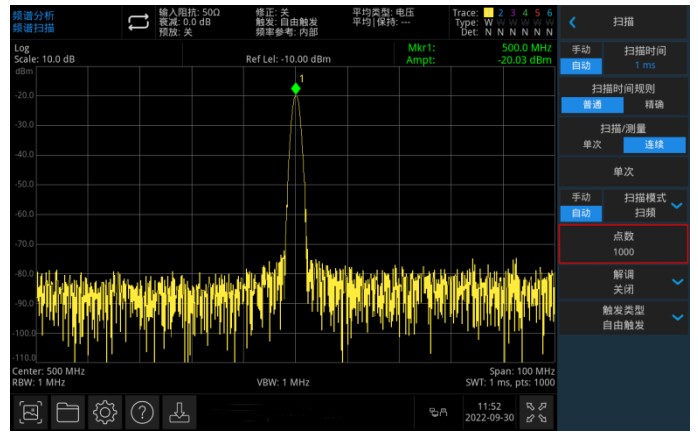 频谱分析
频谱扫描
输入阻抗: 50Ω
衰减: 0.0 dB
预放: 关
修正: 关
触发: 自由触发
频率参考: 内部
平均类型: 电压
平均|保持: ---
Trace: 1 2 3 4 5 6
Type: W W W W W W
Det: N N N N N N
Log
Scale: 10.0 dB
Ref Lel: -10.00 dBm
Mkr1: 500.0 MHz
Ampt: -20.03 dBm
dBm
1
-20.0
-30.0
-40.0
-50.0
-60.0
-70.0
-80.0
-90.0
-100.0
-110.0
Center: 500 MHz
Span: 100 MHz
RBW: 1 MHz
VBW: 1 MHz
SWT: 1 ms, pts: 1000
11:52
2022-09-30
扫描
手动
自动
扫描时间
1 ms
扫描时间规则
普通 精确
扫描/测量
单次 连续
单次
手动
自动
扫描模式
扫频
点数
1000
解调
关闭
触发类型
自由触发